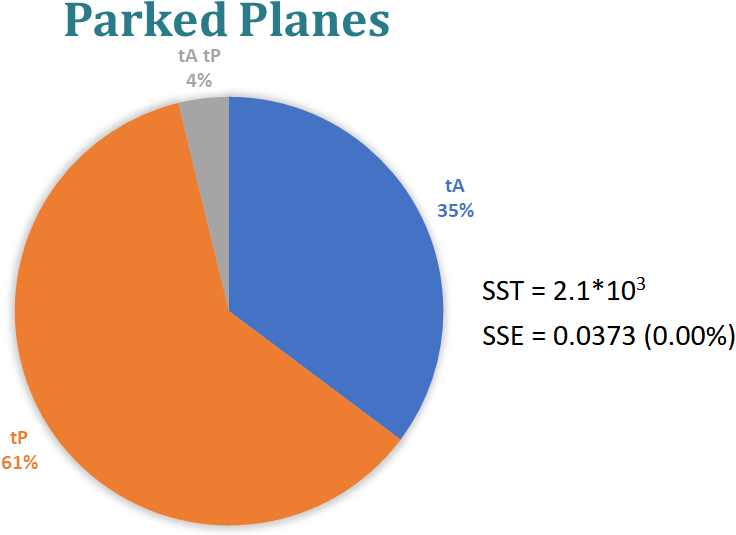 Parked Planes
tA tP
4%
tA
35%
SST = 2.1*10³
SSE = 0.0373 (0.00%)
tP
61%